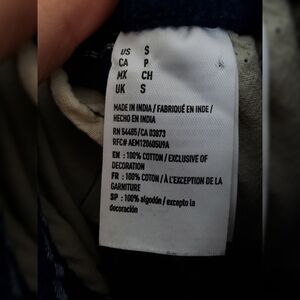 US S
CA P
MX CH
UK S
MADE IN INDIA / FABRIQUÉ EN INDE /
HECHO EN INDIA
RN 54485/CA 03873
RFC# AEM120605U9A
EN : 100% COTTON / EXCLUSIVE OF
DECORATION
FR : 100% COTON / À L'EXCEPTION DE LA
GARNITURE
SP : 100% algodón / excepto la
decoración